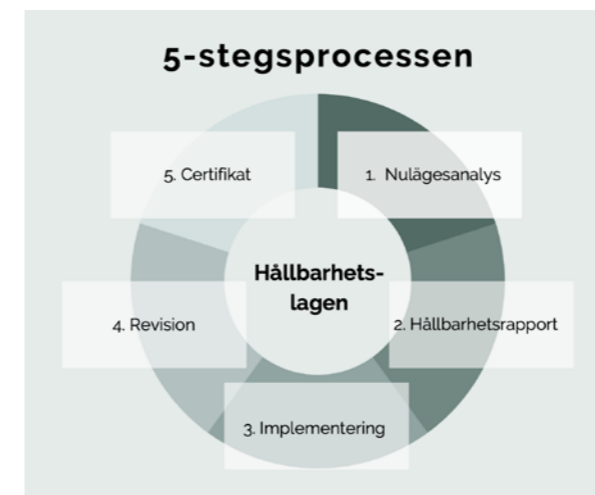 5-stegsprocessen
1. Nulägesanalys
2. Hållbarhetsrapport
3. Implementering
4. Revision
5. Certifikat
Hållbarhets-
lagen